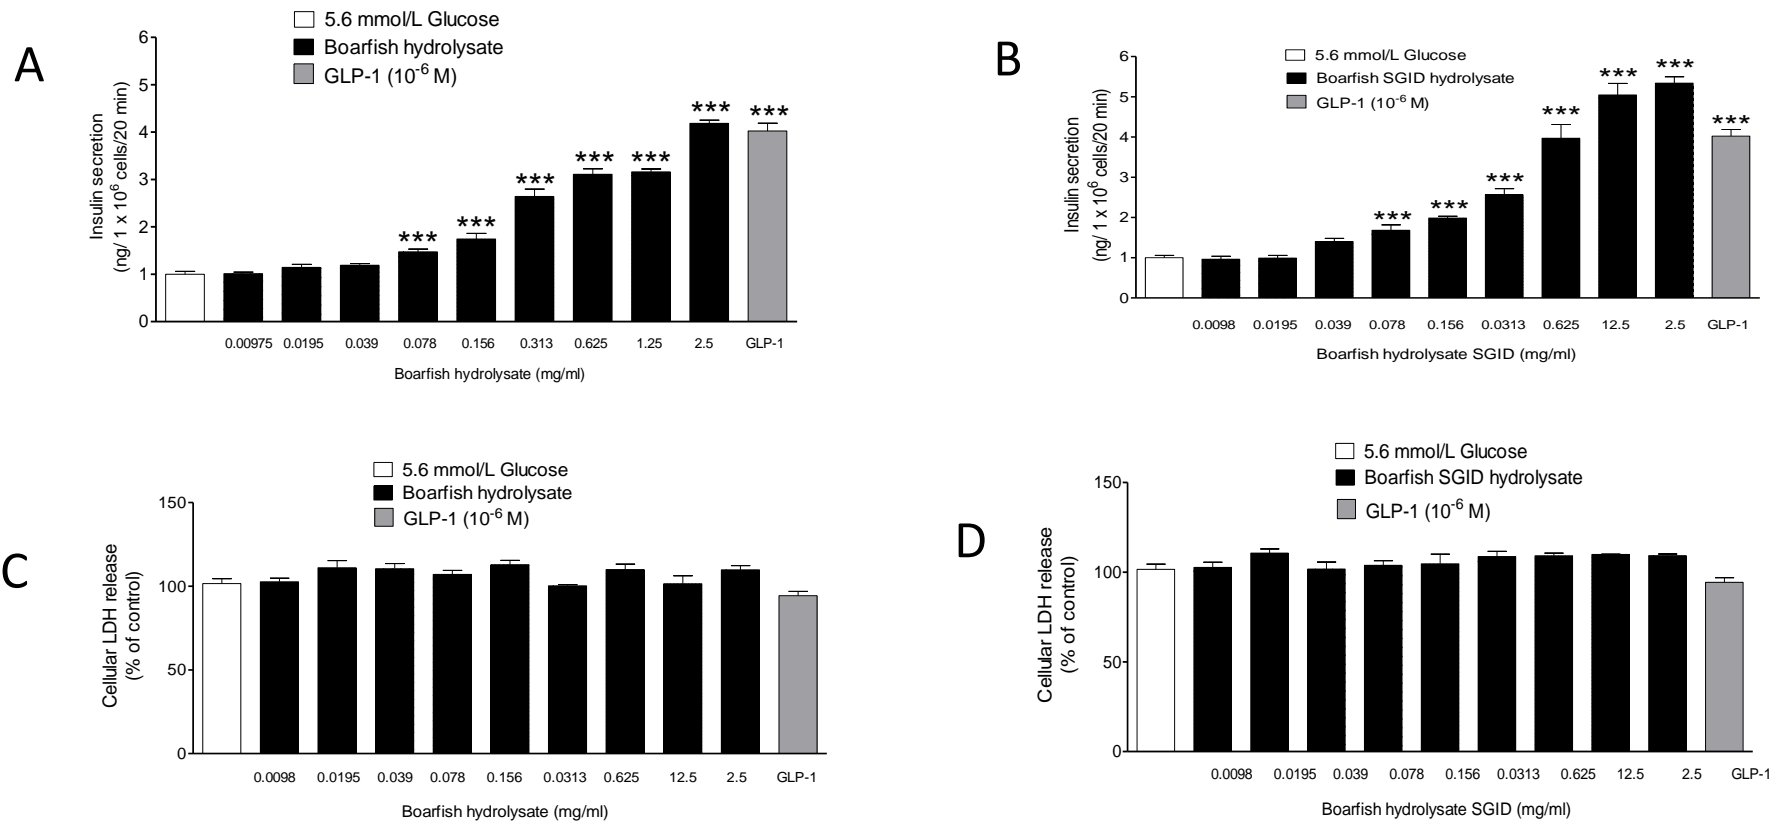 A
5.6 mmol/L Glucose
Boarfish hydrolysate
GLP-1 (10⁻⁶ M)
Insulin secretion
(ng/ 1 x 10⁶ cells/20 min)
6
5
4
3
2
1
0
*** *** *** *** *** *** ***
0.00975 0.0195 0.039 0.078 0.156 0.313 0.625 1.25 2.5 GLP-1
Boarfish hydrolysate (mg/ml)
B
5.6 mmol/L Glucose
Boarfish SGID hydrolysate
GLP-1 (10⁻⁶ M)
Insulin secretion
(ng/ 1 x 10⁶ cells/20 min)
6
5
4
3
2
1
0
*** *** *** *** *** *** ***
0.0098 0.0195 0.039 0.078 0.156 0.0313 0.625 12.5 2.5 GLP-1
Boarfish hydrolysate SGID (mg/ml)
C
5.6 mmol/L Glucose
Boarfish hydrolysate
GLP-1 (10⁻⁶ M)
Cellular LDH release
(% of control)
150
100
50
0
0.0098 0.0195 0.039 0.078 0.156 0.0313 0.625 12.5 2.5 GLP-1
Boarfish hydrolysate (mg/ml)
D
5.6 mmol/L Glucose
Boarfish SGID hydrolysate
GLP-1 (10⁻⁶ M)
Cellular LDH release
(% of control)
150
100
50
0
0.0098 0.0195 0.039 0.078 0.156 0.0313 0.625 12.5 2.5 GLP-1
Boarfish hydrolysate SGID (mg/ml)